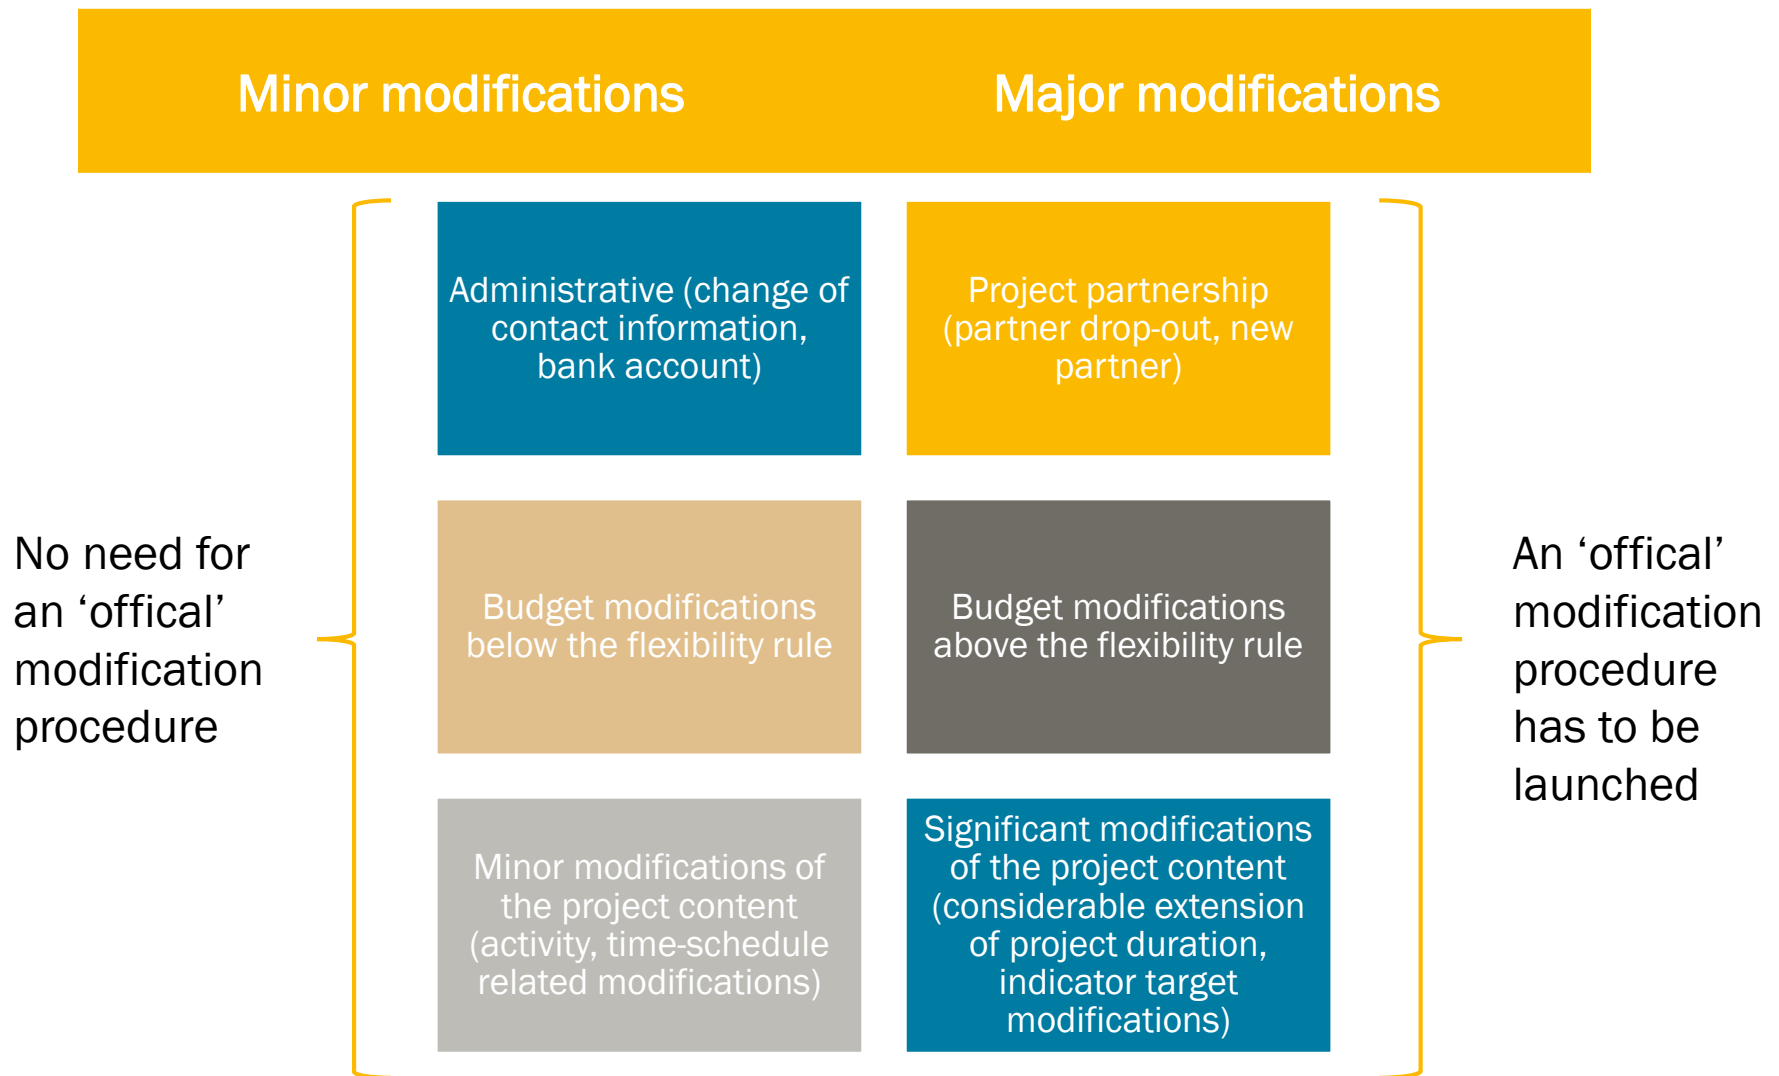 Minor modifications
Major modifications
No need for
an ‘offical’
modification
procedure
Administrative (change of
contact information,
bank account)
Project partnership
(partner drop-out, new
partner)
Budget modifications
below the flexibility rule
Budget modifications
above the flexibility rule
Minor modifications of
the project content
(activity, time-schedule
related modifications)
Significant modifications
of the project content
(considerable extension
of project duration,
indicator target
modifications)
An ‘offical’
modification
procedure
has to be
launched